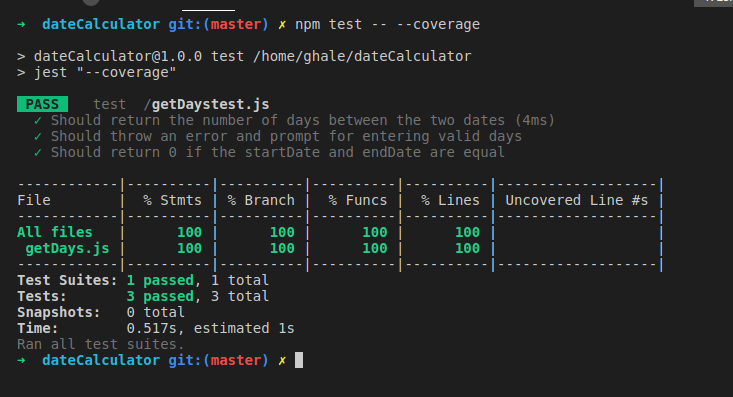 ➜ dateCalculator git:(master) ✗ npm test -- --coverage
> dateCalculator@1.0.0 test /home/ghale/dateCalculator
> jest "--coverage"
PASS test /getDaystest.js
✓ Should return the number of days between the two dates (4ms)
✓ Should throw an error and prompt for entering valid days
✓ Should return 0 if the startDate and endDate are equal
------------|----------|----------|----------|----------|-------------------|
File        |  % Stmts | % Branch |  % Funcs |  % Lines | Uncovered Line #s |
------------|----------|----------|----------|----------|-------------------|
All files   |      100 |      100 |      100 |      100 |                   |
 getDays.js |      100 |      100 |      100 |      100 |                   |
------------|----------|----------|----------|----------|-------------------|
Test Suites: 1 passed, 1 total
Tests:       3 passed, 3 total
Snapshots:   0 total
Time:        0.517s, estimated 1s
Ran all test suites.
➜ dateCalculator git:(master) ✗